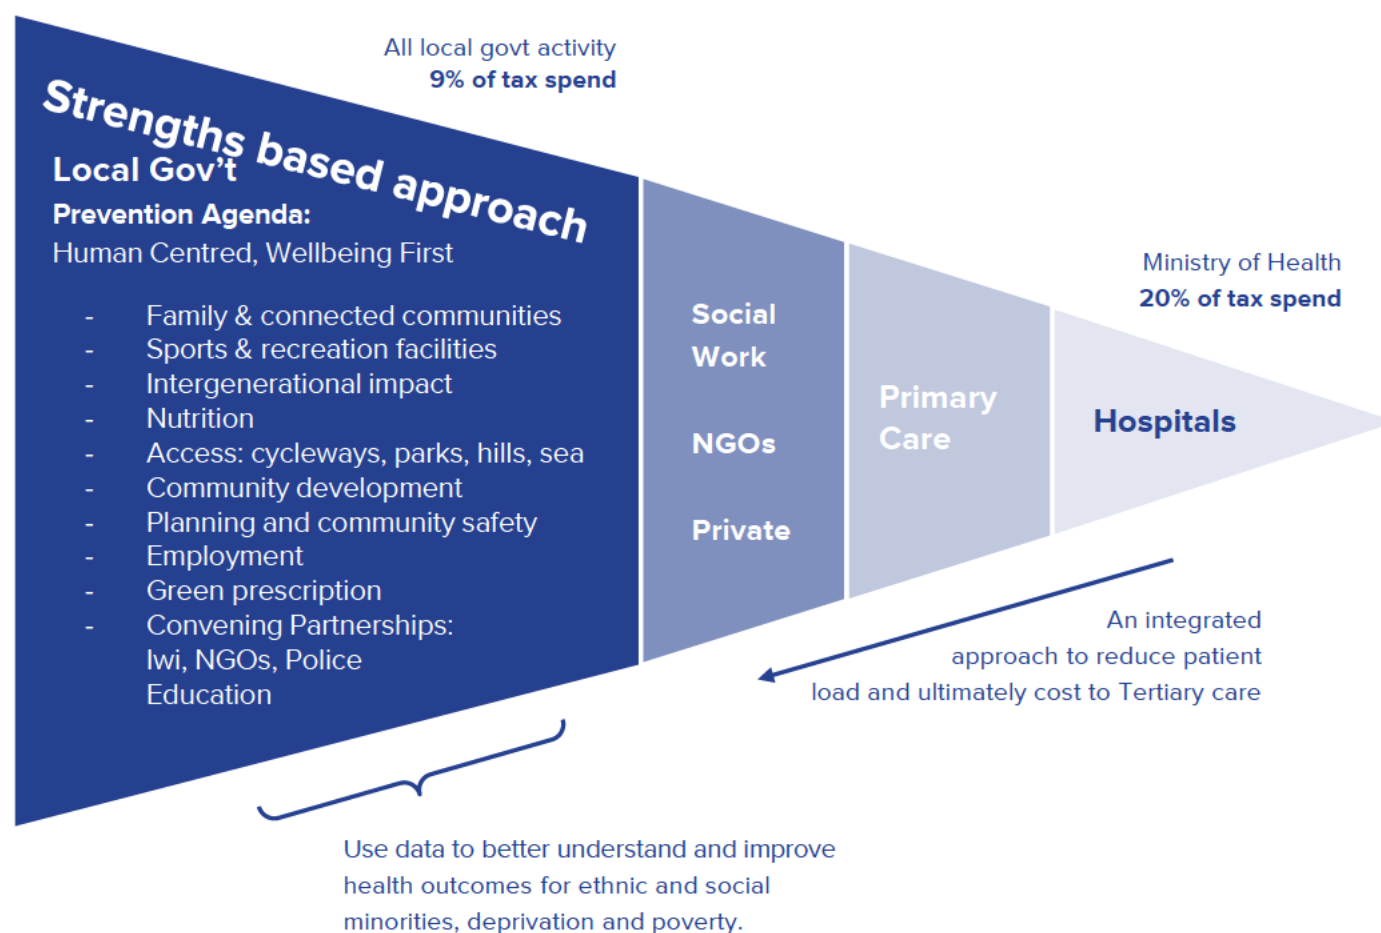 All local govt activity
9% of tax spend
Strengths based approach
Local Gov't
Prevention Agenda:
Human Centred, Wellbeing First
- Family & connected communities
- Sports & recreation facilities
- Intergenerational impact
- Nutrition
- Access: cycleways, parks, hills, sea
- Community development
- Planning and community safety
- Employment
- Green prescription
- Convening Partnerships:
Iwi, NGOs, Police
Education
Social
Work
NGOs
Private
Primary
Care
Hospitals
Ministry of Health
20% of tax spend
An integrated
approach to reduce patient
load and ultimately cost to Tertiary care
Use data to better understand and improve
health outcomes for ethnic and social
minorities, deprivation and poverty.